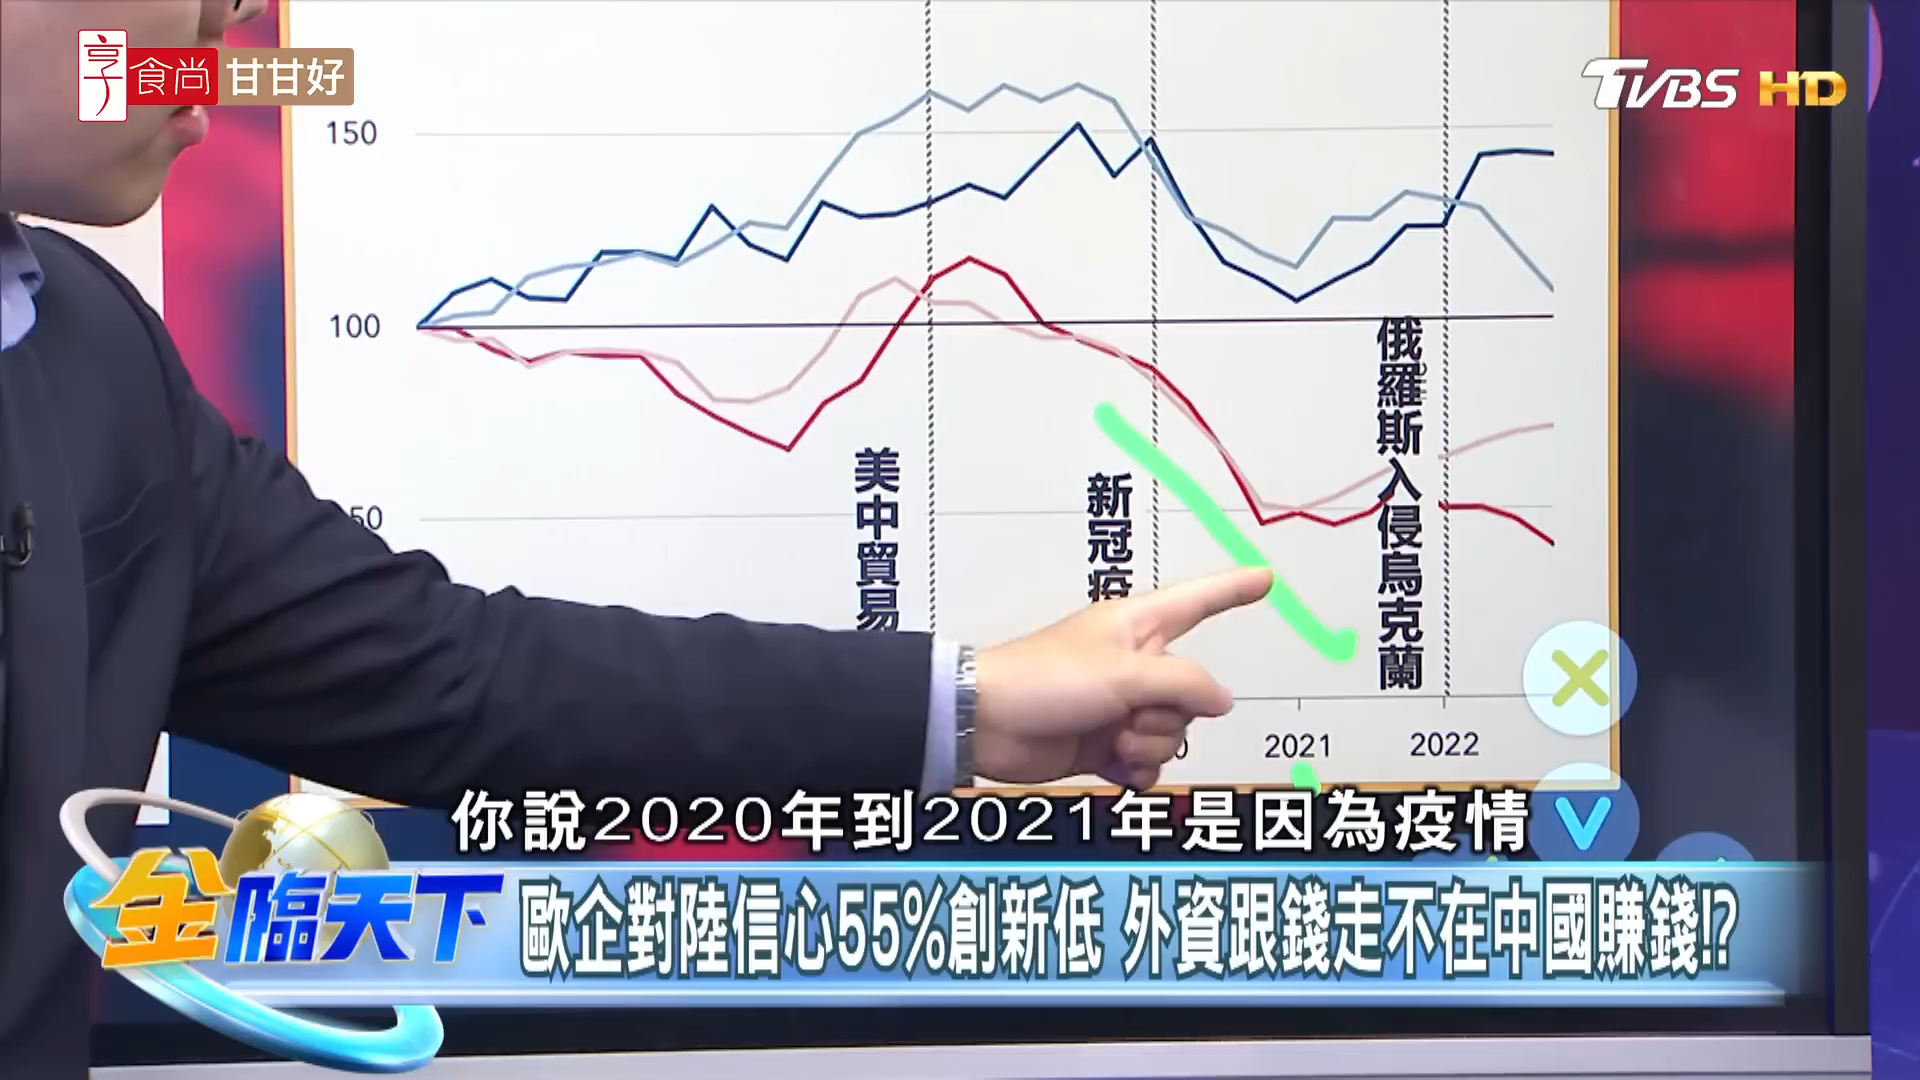 享
食尚
甘甘好
TVBS HD
150
100
50
美中貿易
新冠疫
俄羅斯入侵烏克蘭
0
2021
2022
你說2020年到2021年是因為疫情
金臨天下
歐企對陸信心55%創新低 外資跟錢走不在中國賺錢!?